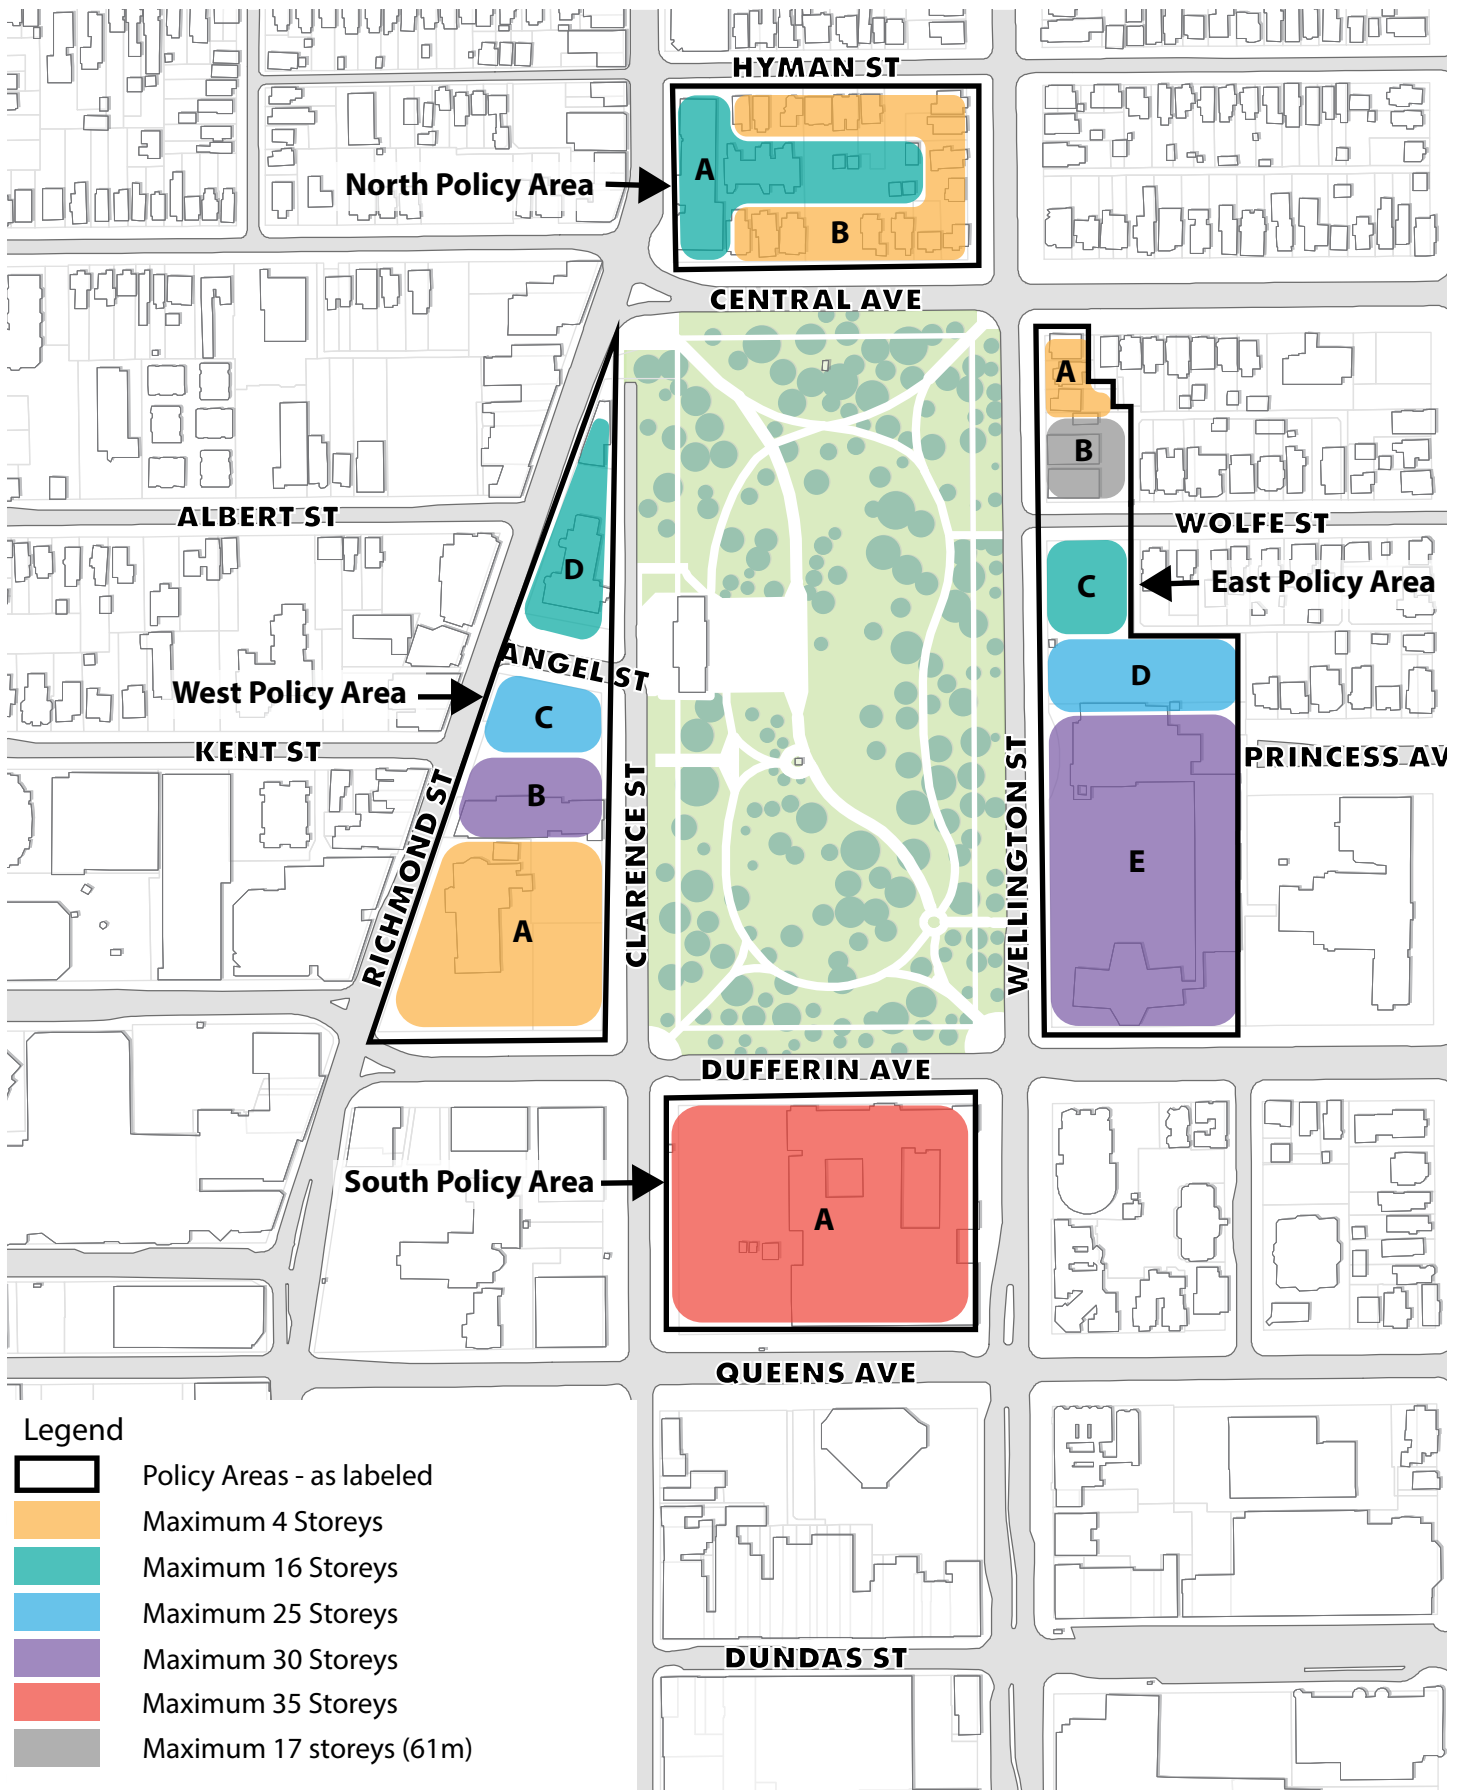 HYMAN ST
North Policy Area
A
B
CENTRAL AVE
A
B
ALBERT ST
WOLFE ST
D
C
East Policy Area
ANGEL ST
West Policy Area
D
C
KENT ST
PRINCESS AV
B
RICHMOND ST
CLARENCE ST
WELLINGTON ST
E
A
DUFFERIN AVE
South Policy Area
A
QUEENS AVE
Legend
Policy Areas - as labeled
Maximum 4 Storeys
Maximum 16 Storeys
Maximum 25 Storeys
Maximum 30 Storeys
Maximum 35 Storeys
Maximum 17 storeys (61m)
DUNDAS ST